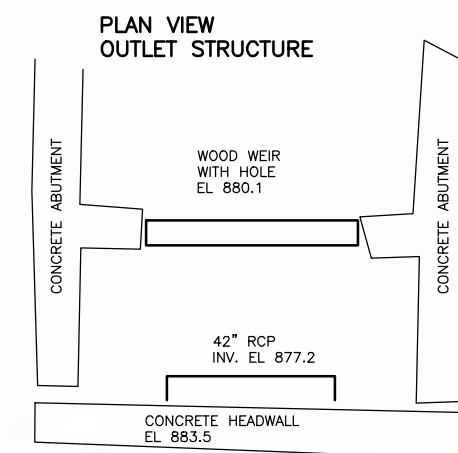 PLAN VIEW
OUTLET STRUCTURE
WOOD WEIR
WITH HOLE
EL 880.1
CONCRETE ABUTMENT
CONCRETE ABUTMENT
42" RCP
INV. EL 877.2
CONCRETE HEADWALL
EL 883.5